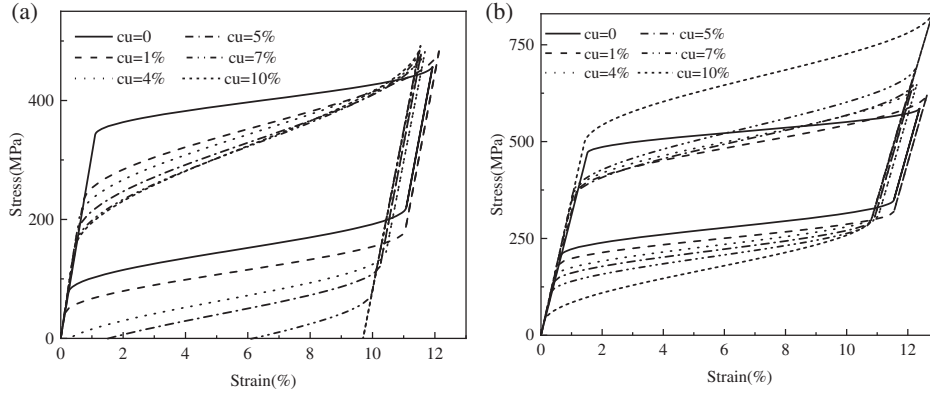 (a)
cu=0 cu=5%
cu=1% cu=7%
cu=4% cu=10%
400
200
0
Stress(MPa)
0 2 4 6 8 10 12
Strain(%)
(b)
750
cu=0 cu=5%
cu=1% cu=7%
cu=4% cu=10%
500
250
0
Stress(MPa)
0 2 4 6 8 10 12
Strain(%)